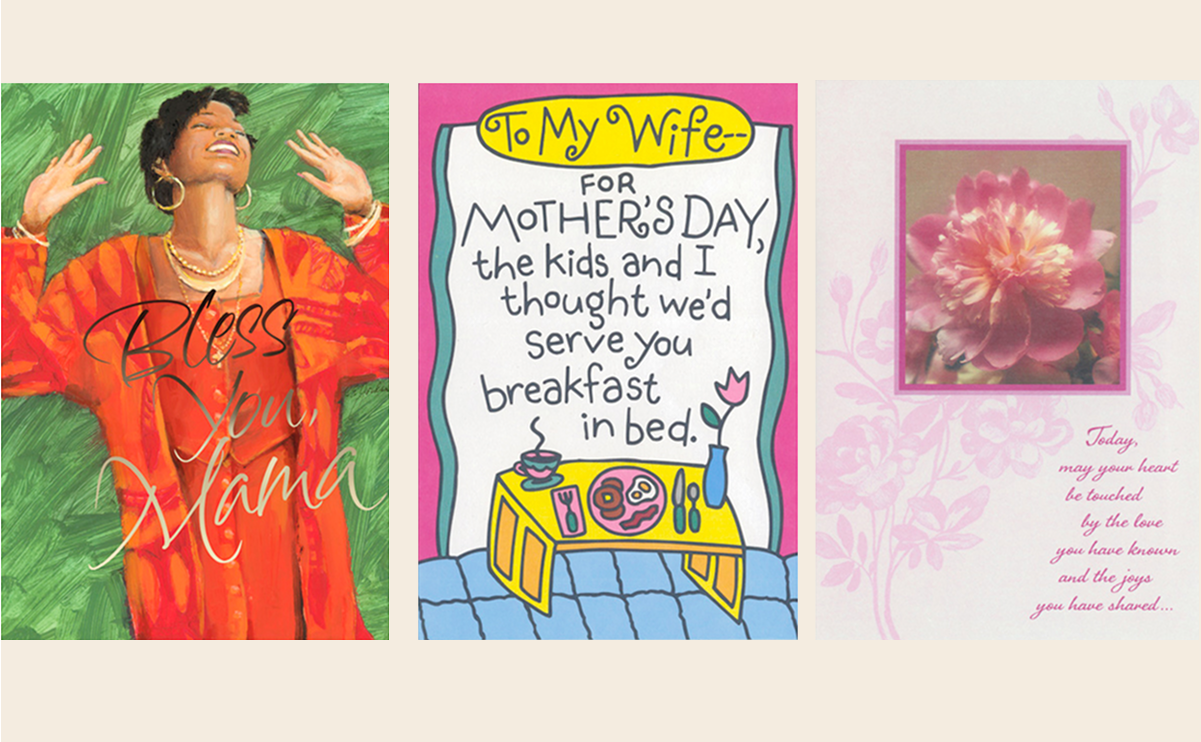 Bless
You,
Mama
To My Wife--
FOR
MOTHER'S DAY,
the kids and I
thought we'd
serve you
breakfast
in bed.
Today,
may your heart
be touched
by the love
you have known
and the joys
you have shared...